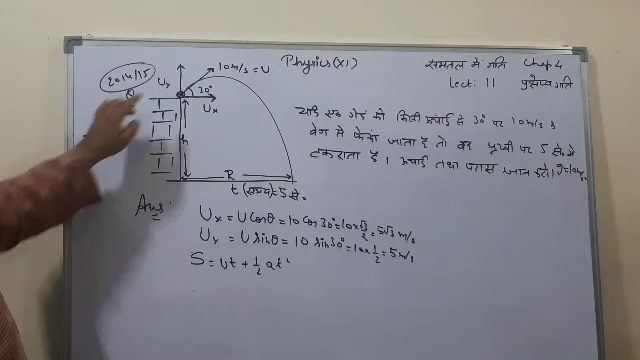 Physics (XI)
समतल में गति Chap 4
Lect: 11 प्रक्षेप्य गति
2014/15
Uy
10 m/s = U
30°
Ux
h
R
t (समय) = 5 से.
यदि एक गेंद को किसी ऊंचाई से 30° पर 10 m/s के
वेग से फेंका जाता है तो वह पृथ्वी पर 5 से. में
टकराता है। ऊंचाई तथा परास ज्ञात करो।
Ans:
Ux = U cos θ = 10 cos 30° = 10 x √3/2 = 5√3 m/s
Uy = U sin θ = 10 sin 30° = 10 x 1/2 = 5 m/s
S = Ut + 1/2 at²